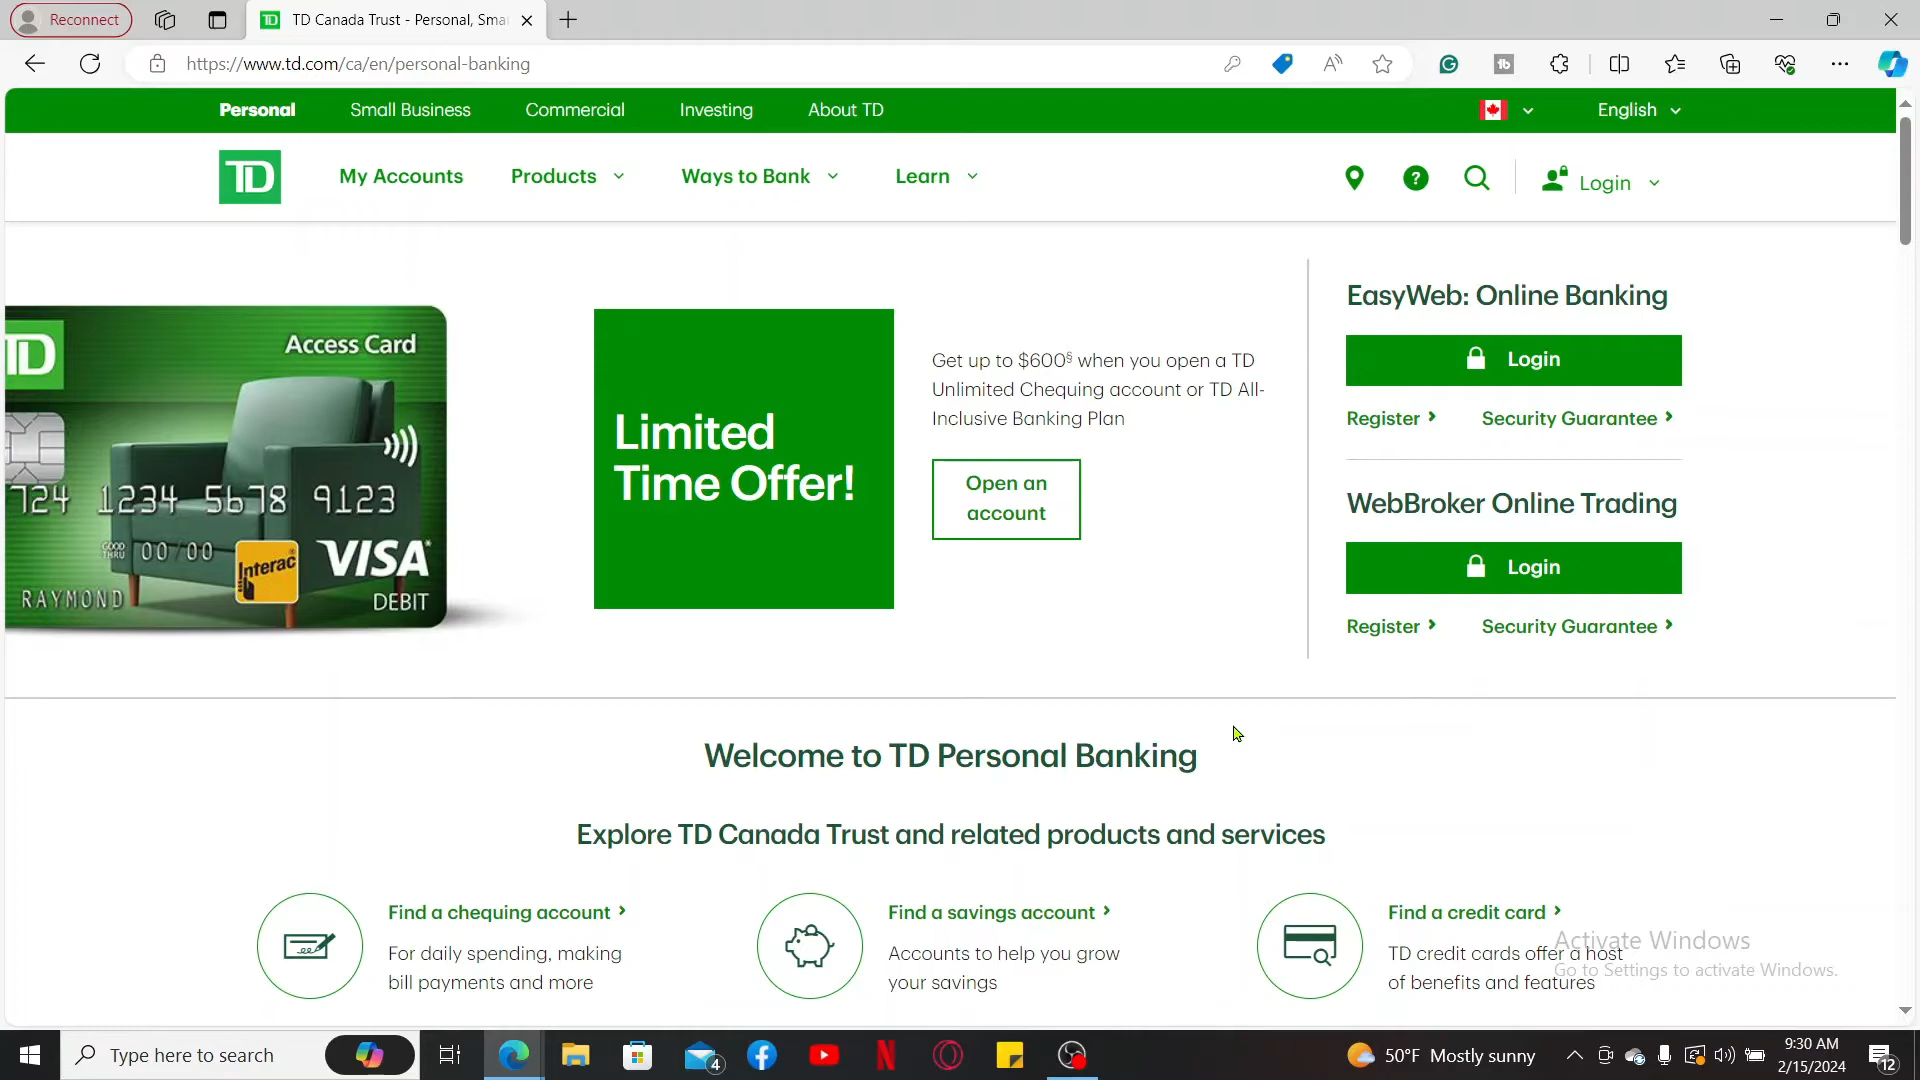 Reconnect
TD Canada Trust - Personal, Sma
https://www.td.com/ca/en/personal-banking
Personal Small Business Commercial Investing About TD English
TD My Accounts Products Ways to Bank Learn ? Login
TD
Access Card
724 1234 5678 9123
GOOD THRU 00/00
Interac
VISA
RAYMOND
DEBIT
Limited
Time Offer!
Get up to $600§ when you open a TD
Unlimited Chequing account or TD All-
Inclusive Banking Plan
Open an
account
EasyWeb: Online Banking
Login
Register Security Guarantee
WebBroker Online Trading
Login
Register Security Guarantee
Welcome to TD Personal Banking
Explore TD Canada Trust and related products and services
Find a chequing account
For daily spending, making
bill payments and more
Find a savings account
Accounts to help you grow
your savings
Find a credit card
TD credit cards offer a host
of benefits and features
Activate Windows
Go to Settings to activate Windows.
Type here to search
4
50°F Mostly sunny
9:30 AM
2/15/2024
12